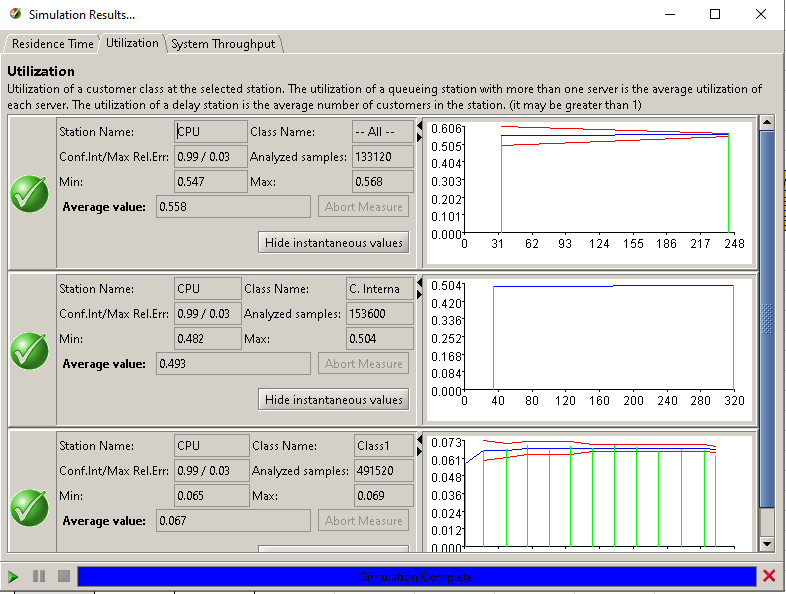 Simulation Results...
Residence Time Utilization System Throughput
Utilization
Utilization of a customer class at the selected station. The utilization of a queueing station with more than one server is the average utilization of
each server. The utilization of a delay station is the average number of customers in the station. (it may be greater than 1)
Station Name: CPU Class Name: -- All --
Conf.Int/Max Rel.Err: 0.99 / 0.03 Analyzed samples: 133120
Min: 0.547 Max: 0.568
Average value: 0.558 Abort Measure
Hide instantaneous values
0.606
0.505
0.404
0.303
0.202
0.101
0.000
0 31 62 93 124 155 186 217 248
Station Name: CPU Class Name: C. Interna
Conf.Int/Max Rel.Err: 0.99 / 0.03 Analyzed samples: 153600
Min: 0.482 Max: 0.504
Average value: 0.493 Abort Measure
Hide instantaneous values
0.504
0.420
0.336
0.252
0.168
0.084
0.000
0 40 80 120 160 200 240 280 320
Station Name: CPU Class Name: Class1
Conf.Int/Max Rel.Err: 0.99 / 0.03 Analyzed samples: 491520
Min: 0.065 Max: 0.069
Average value: 0.067 Abort Measure
0.073
0.061
0.048
0.036
0.024
0.012
0.000
Simulation Complete